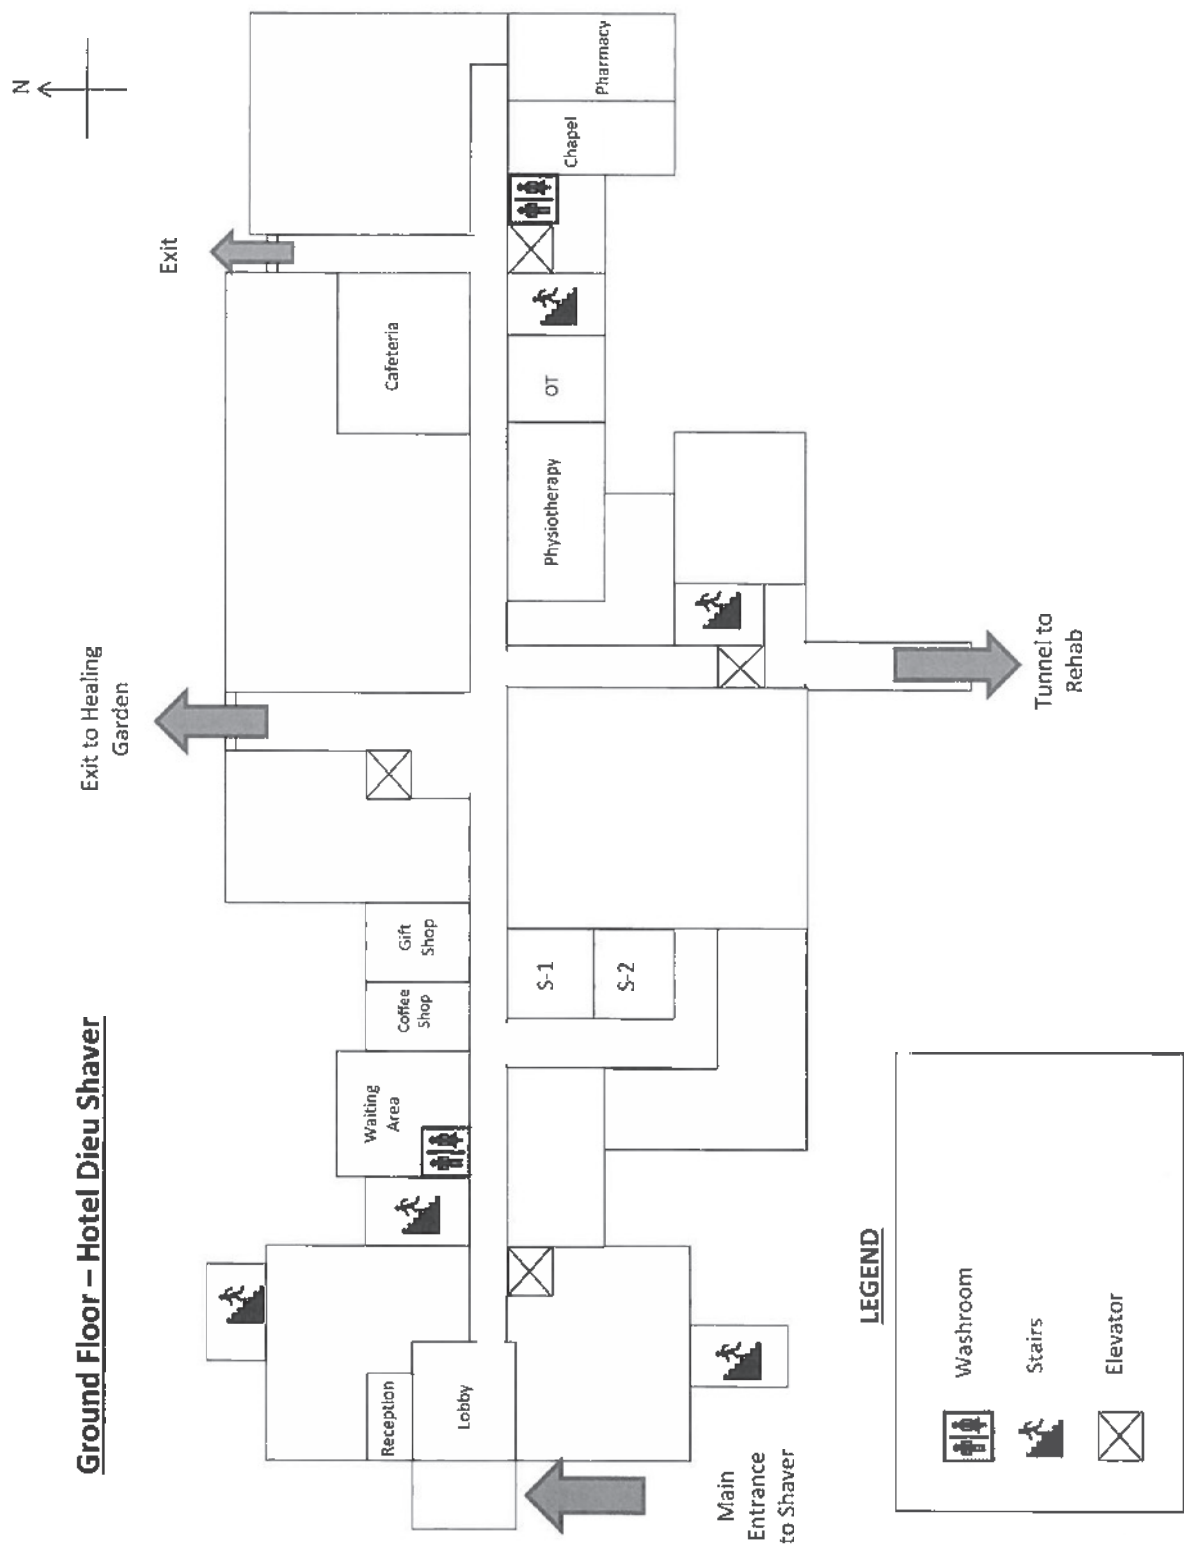 Ground Floor – Hotel Dieu Shaver
N
Exit to Healing
Garden
Exit
Reception
Lobby
Waiting
Area
Coffee
Shop
Gift
Shop
Cafeteria
S-1
S-2
Physiotherapy
OT
Chapel
Pharmacy
Main
Entrance
to Shaver
Tunnel to
Rehab
LEGEND
Washroom
Stairs
Elevator